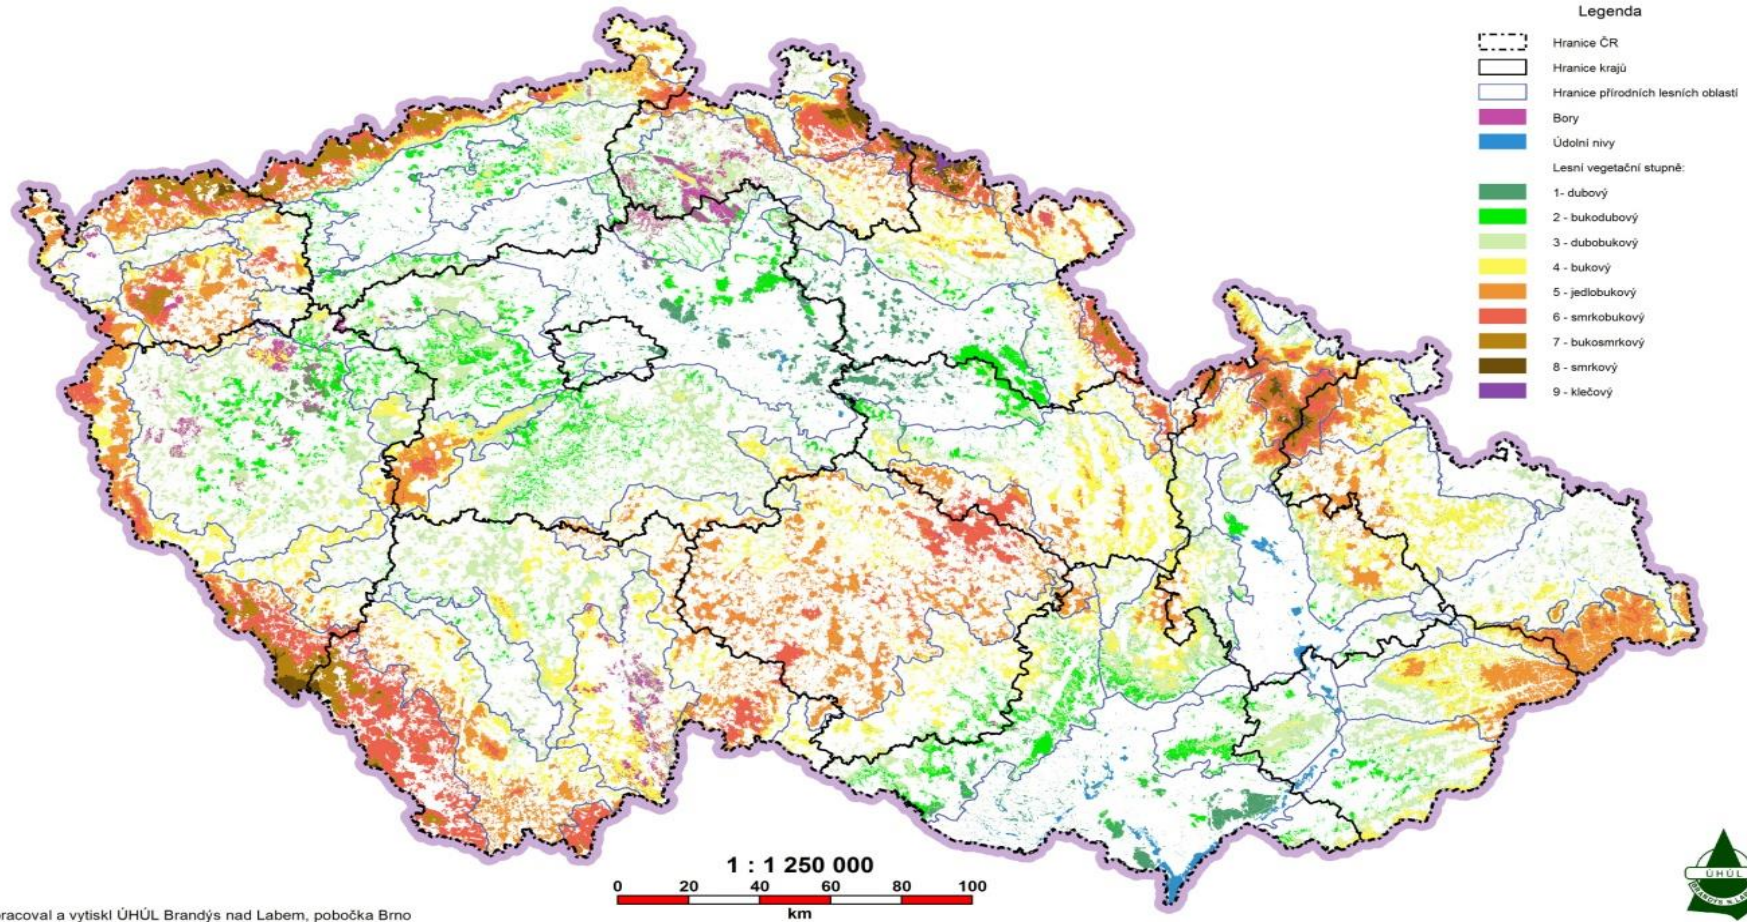 Legenda
Hranice ČR
Hranice krajů
Hranice přírodních lesních oblastí
Bory
Údolní nivy
Lesní vegetační stupně:
1- dubový
2 - bukodubový
3 - dubobukový
4 - bukový
5 - jedlobukový
6 - smrkobukový
7 - bukosmrkový
8 - smrkový
9 - klečový
1 : 1 250 000
0 20 40 60 80 100
km
racoval a vytiskl ÚHÚL Brandýs nad Labem, pobočka Brno
ÚHÚL